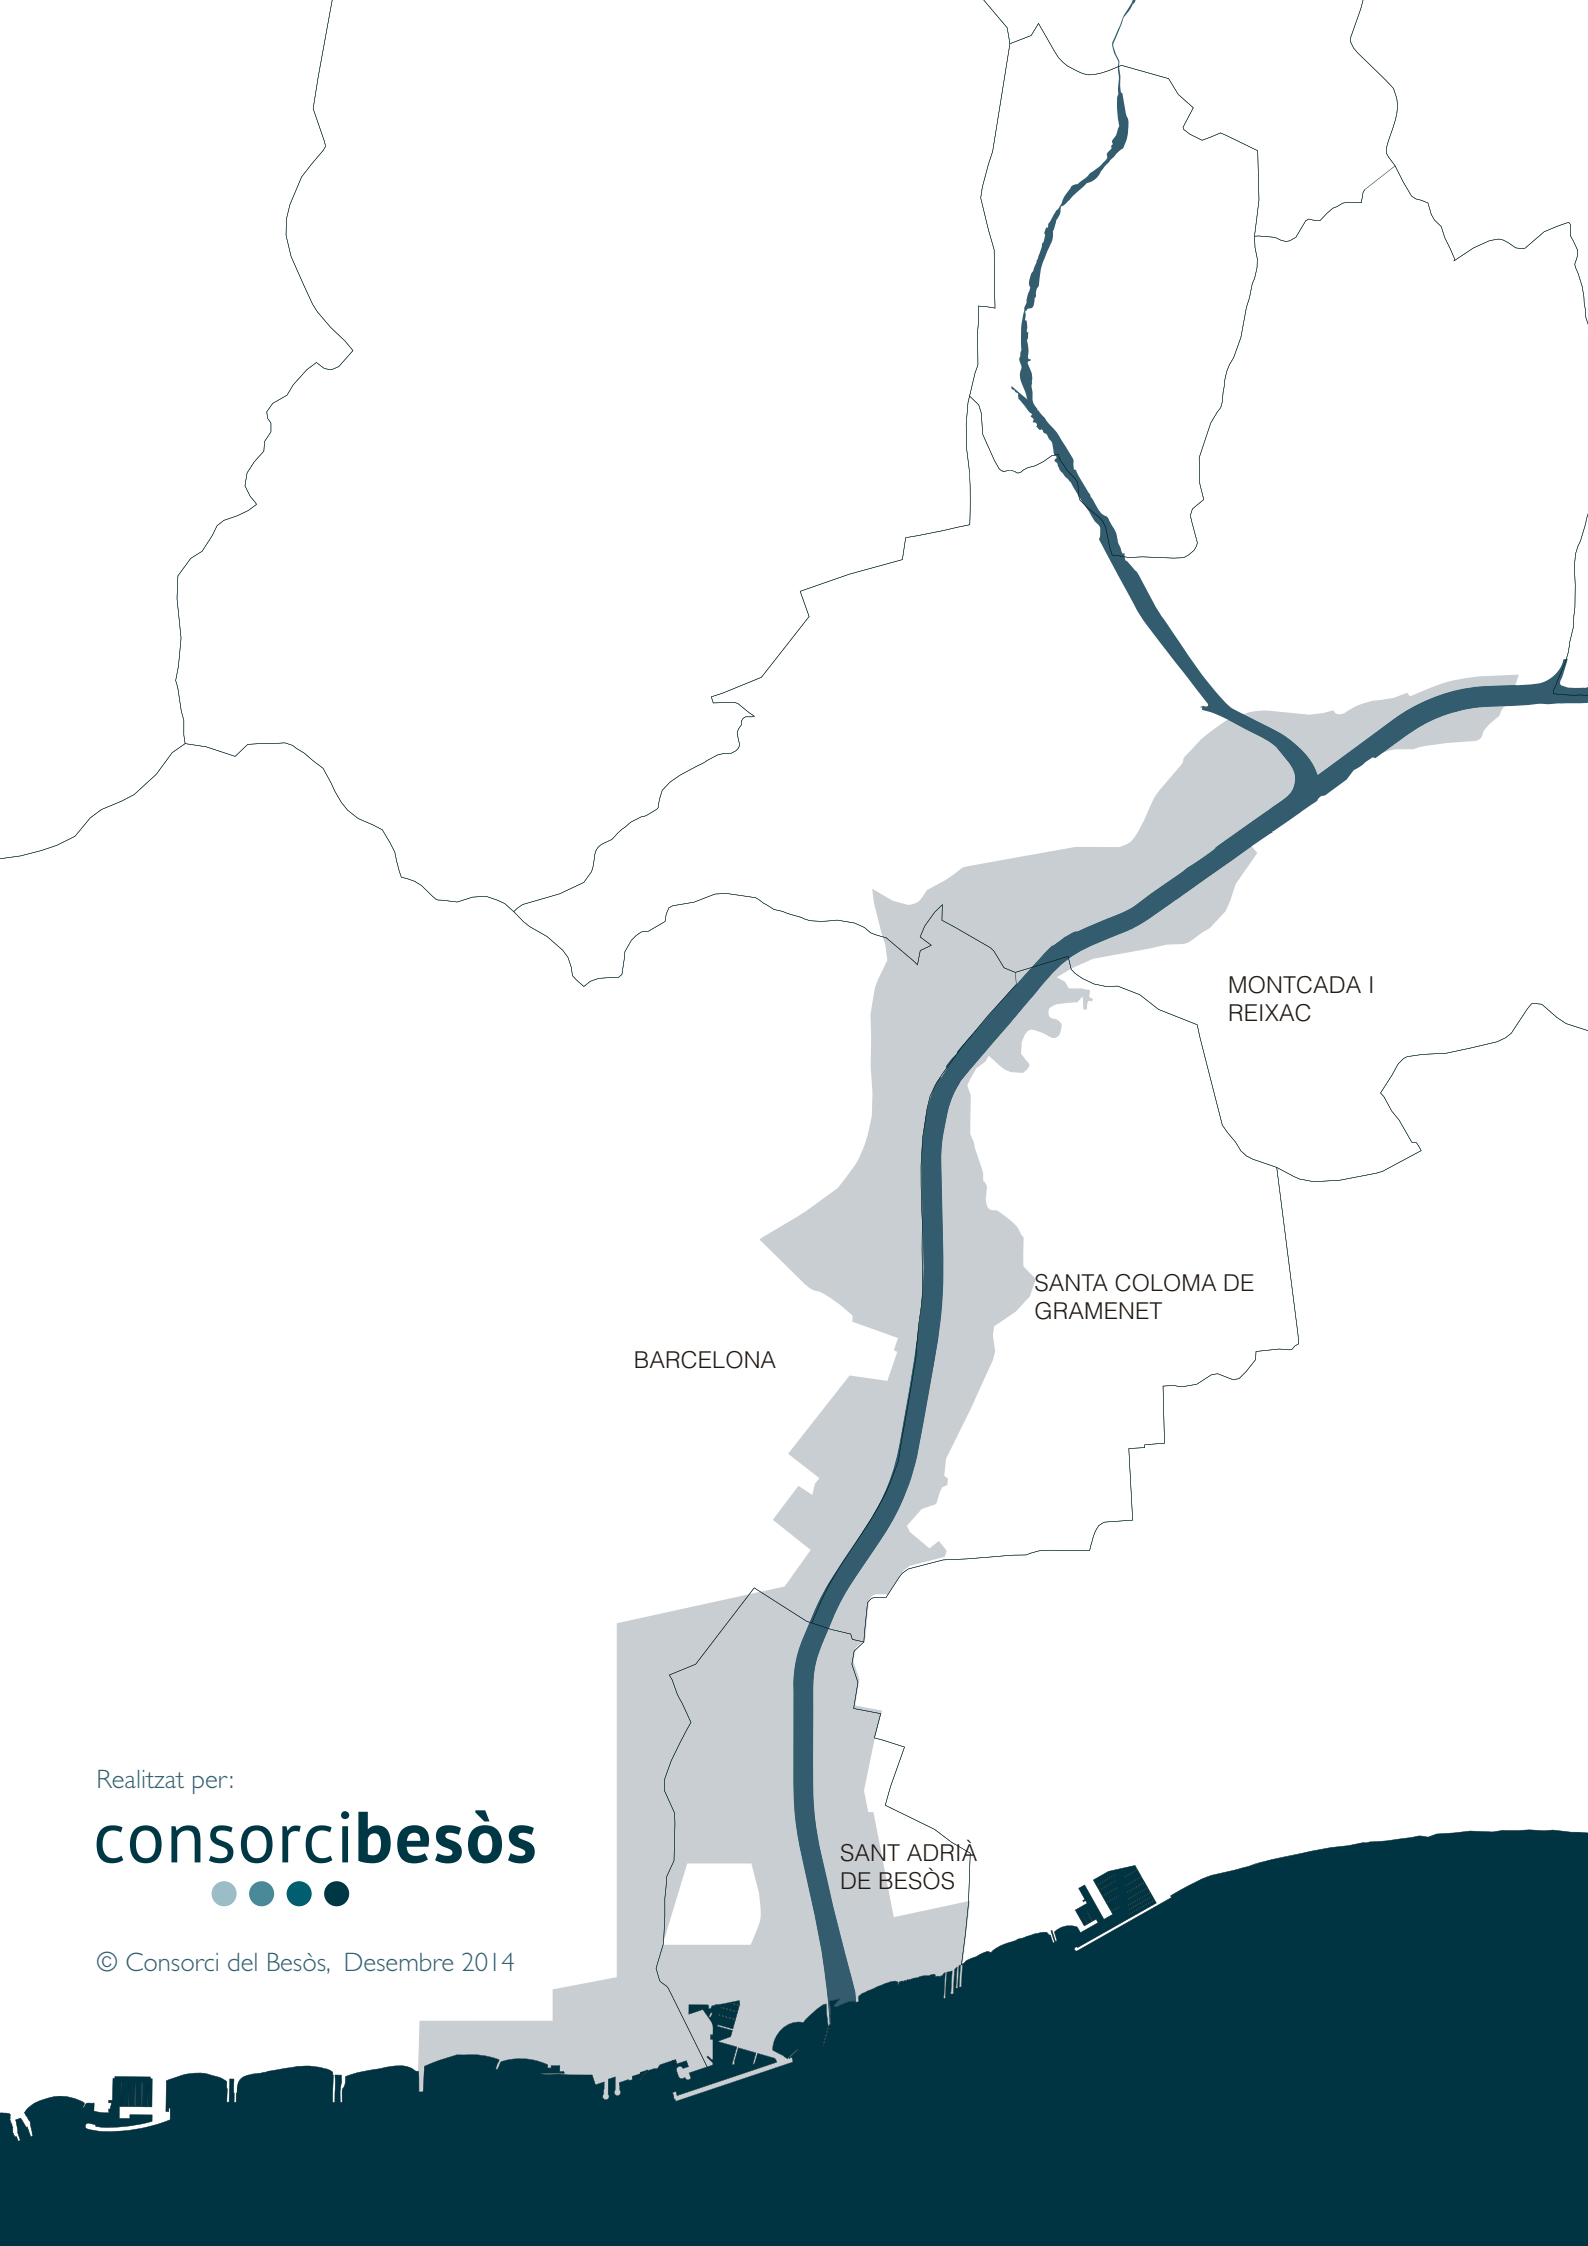 MONTCADA I
REIXAC
SANTA COLOMA DE
GRAMENET
BARCELONA
SANT ADRIÀ
DE BESÒS
Realitzat per:
consorcibesòs
© Consorci del Besòs, Desembre 2014